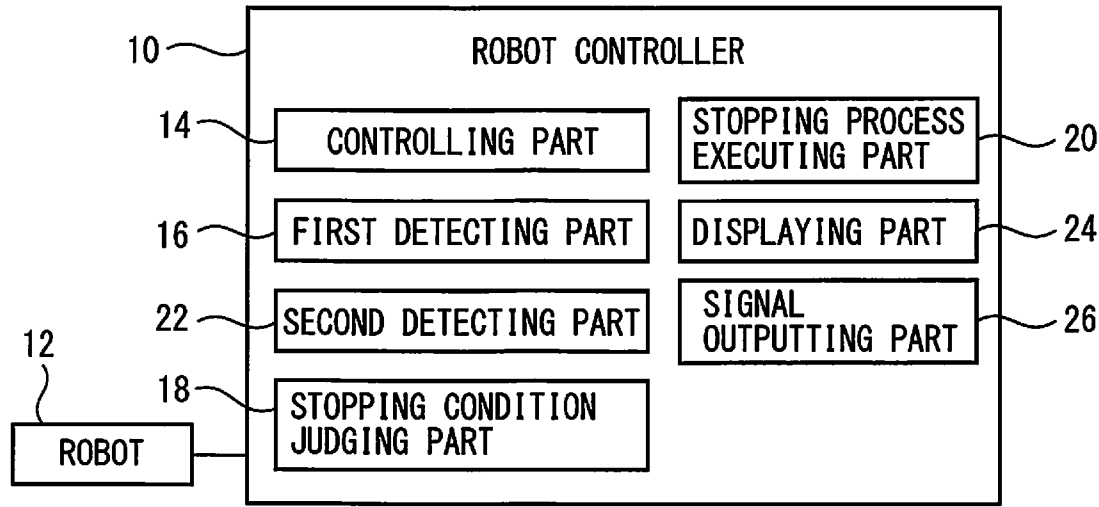 10
ROBOT CONTROLLER
14
CONTROLLING PART
STOPPING PROCESS
EXECUTING PART
20
16
FIRST DETECTING PART
DISPLAYING PART
24
22
SECOND DETECTING PART
SIGNAL
OUTPUTTING PART
26
12
18
STOPPING CONDITION
JUDGING PART
ROBOT